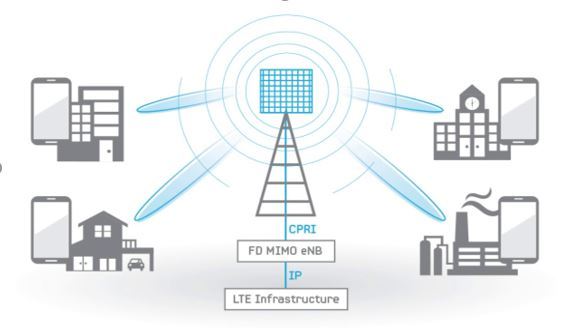 CPRI
FD MIMO eNB
IP
LTE Infrastructure